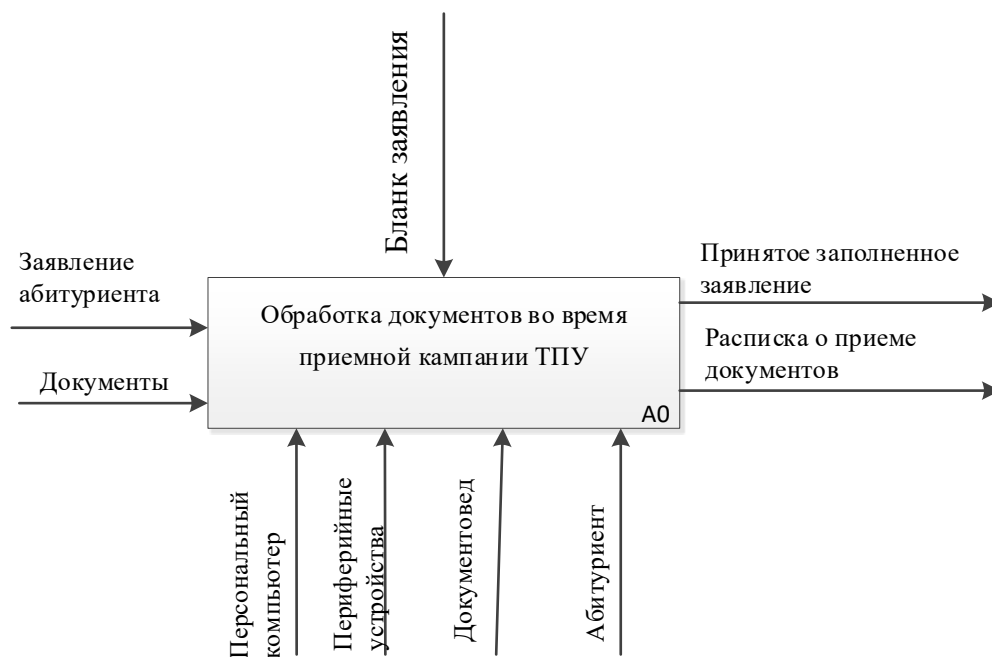 Бланк заявления
Заявление
абитуриента
Документы
Обработка документов во время
приемной кампании ТПУ
А0
Принятое заполненное
заявление
Расписка о приеме
документов
Персональный
компьютер
Периферийные
устройства
Документовед
Абитуриент